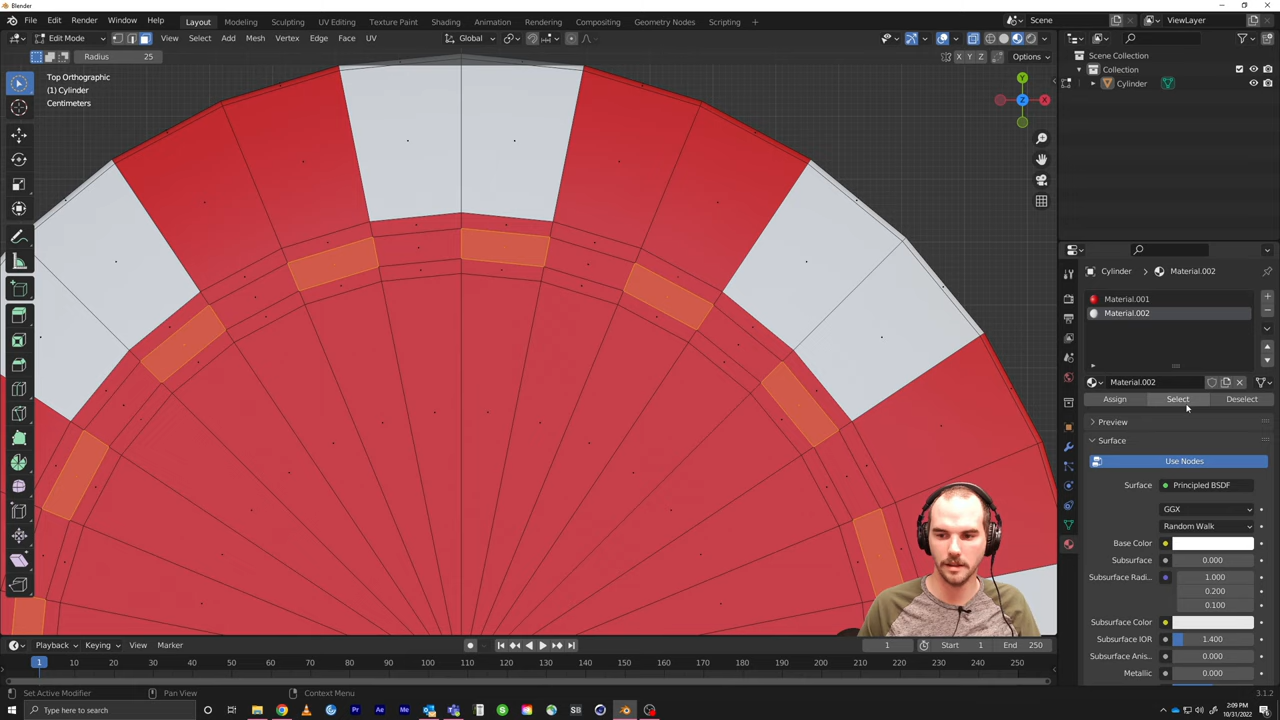 Blender
File Edit Render Window Help Layout Modeling Sculpting UV Editing Texture Paint Shading Animation Rendering Compositing Geometry Nodes Scripting + Scene ViewLayer
Edit Mode View Select Add Mesh Vertex Edge Face UV Global
Radius 25 X Y Z Options
Top Orthographic
(1) Cylinder
Centimeters
Y
X
Z
Scene Collection
Collection
Cylinder
Cylinder > Material.002
Material.001
Material.002
Material.002
Assign Select Deselect
Preview
Surface
Use Nodes
Surface Principled BSDF
GGX
Random Walk
Base Color
Subsurface 0.000
Subsurface Radi... 1.000
0.200
0.100
Subsurface Color
Subsurface IOR 1.400
Subsurface Anis... 0.000
Metallic 0.000
Playback Keying View Marker 1 Start 1 End 250
1 10 20 30 40 50 60 70 80 90 100 110 120 130 140 150 160 170 180 190 200 210 220 230 240 250
Set Active Modifier Pan View Context Menu 3.1.2
Type here to search
2:09 PM
10/31/2022